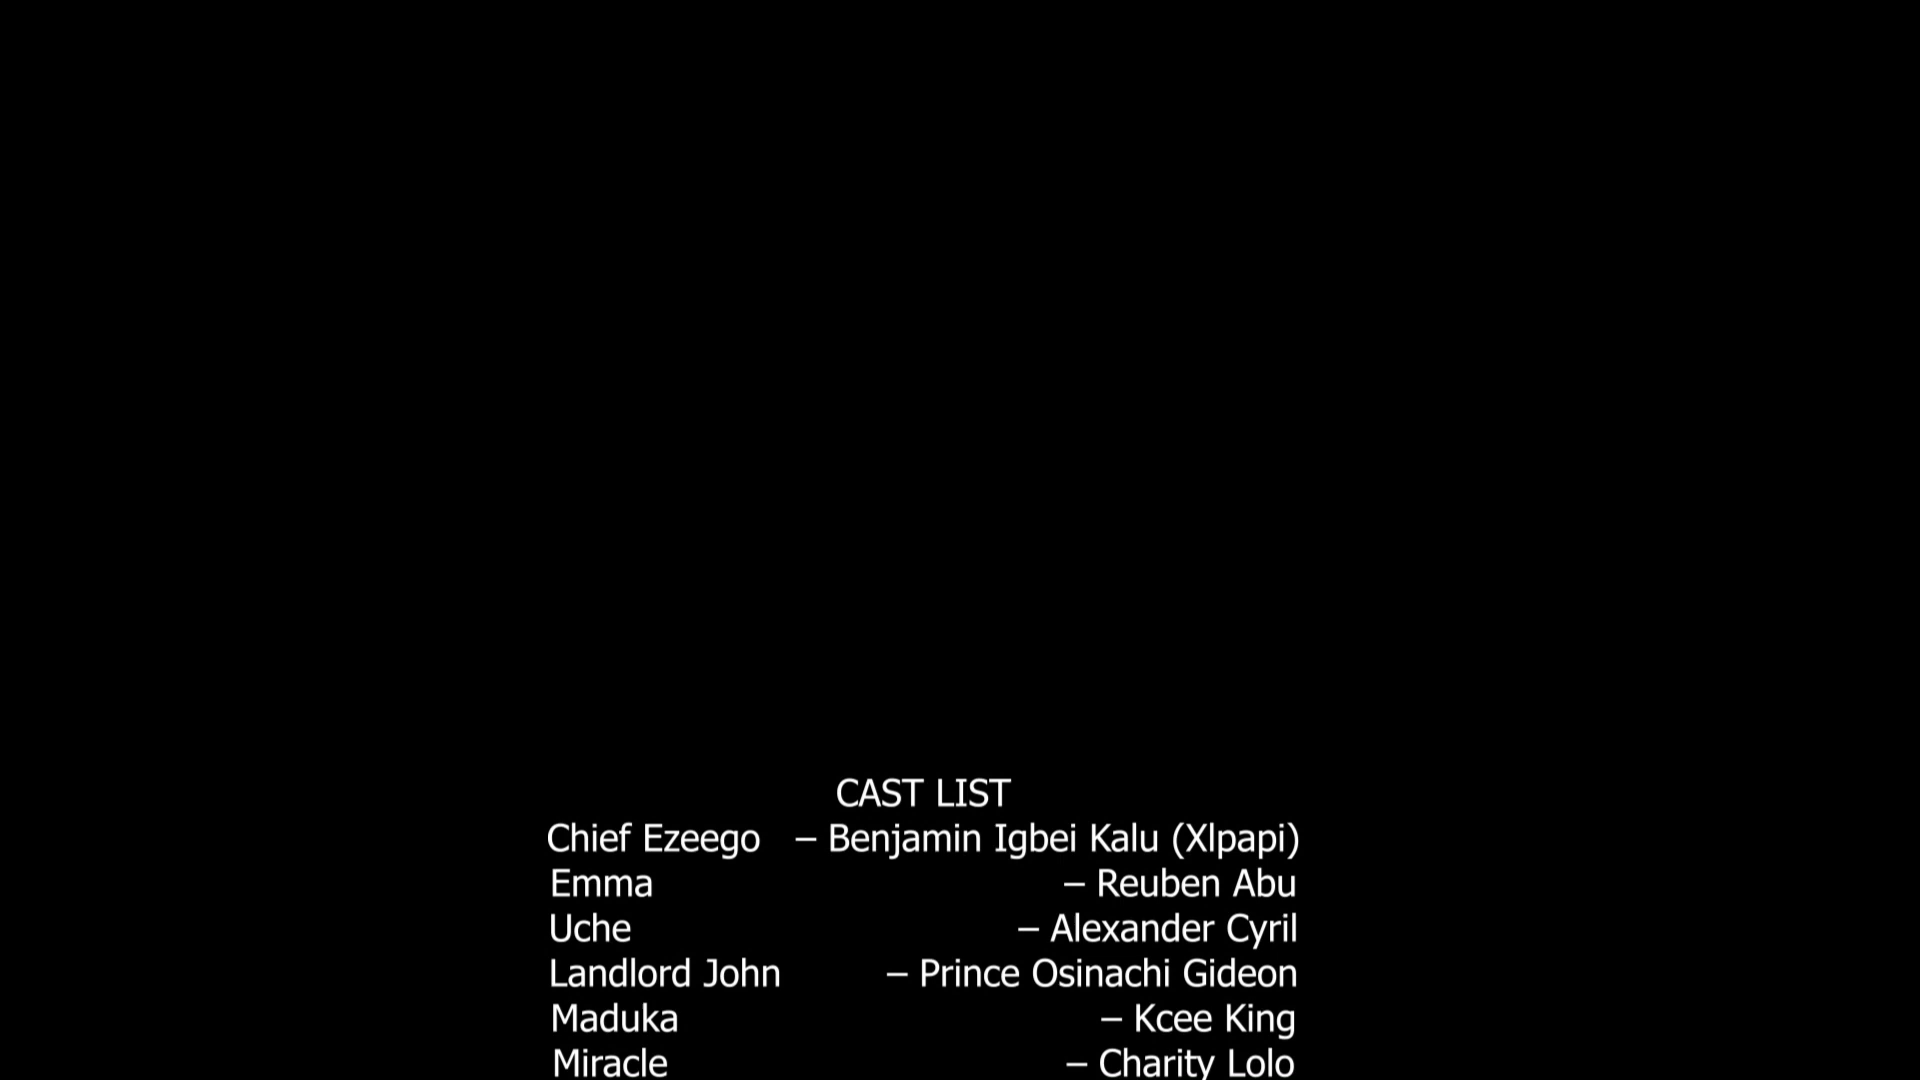 CAST LIST
Chief Ezeego – Benjamin Igbei Kalu (Xlpapi)
Emma – Reuben Abu
Uche – Alexander Cyril
Landlord John – Prince Osinachi Gideon
Maduka – Kcee King
Miracle – Charity Lolo